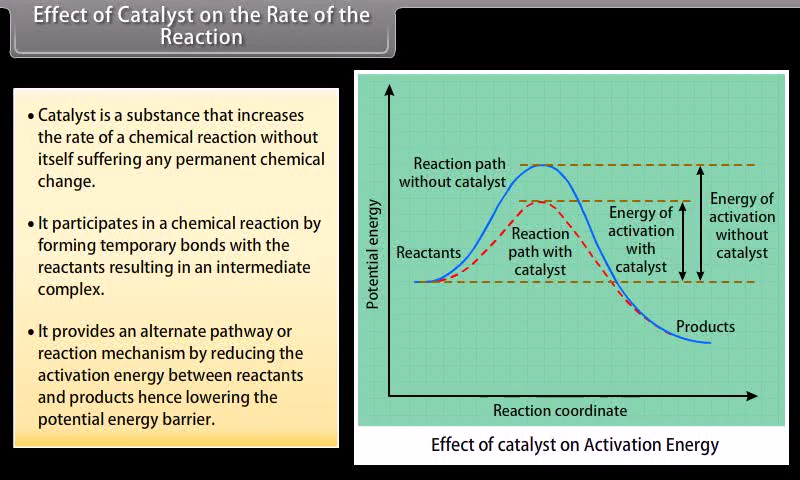 Effect of Catalyst on the Rate of the
Reaction
• Catalyst is a substance that increases
the rate of a chemical reaction without
itself suffering any permanent chemical
change.
• It participates in a chemical reaction by
forming temporary bonds with the
reactants resulting in an intermediate
complex.
• It provides an alternate pathway or
reaction mechanism by reducing the
activation energy between reactants
and products hence lowering the
potential energy barrier.
Potential energy
Reaction path
without catalyst
Reactants
Reaction
path with
catalyst
Energy of
activation
with
catalyst
Energy of
activation
without
catalyst
Products
Reaction coordinate
Effect of catalyst on Activation Energy